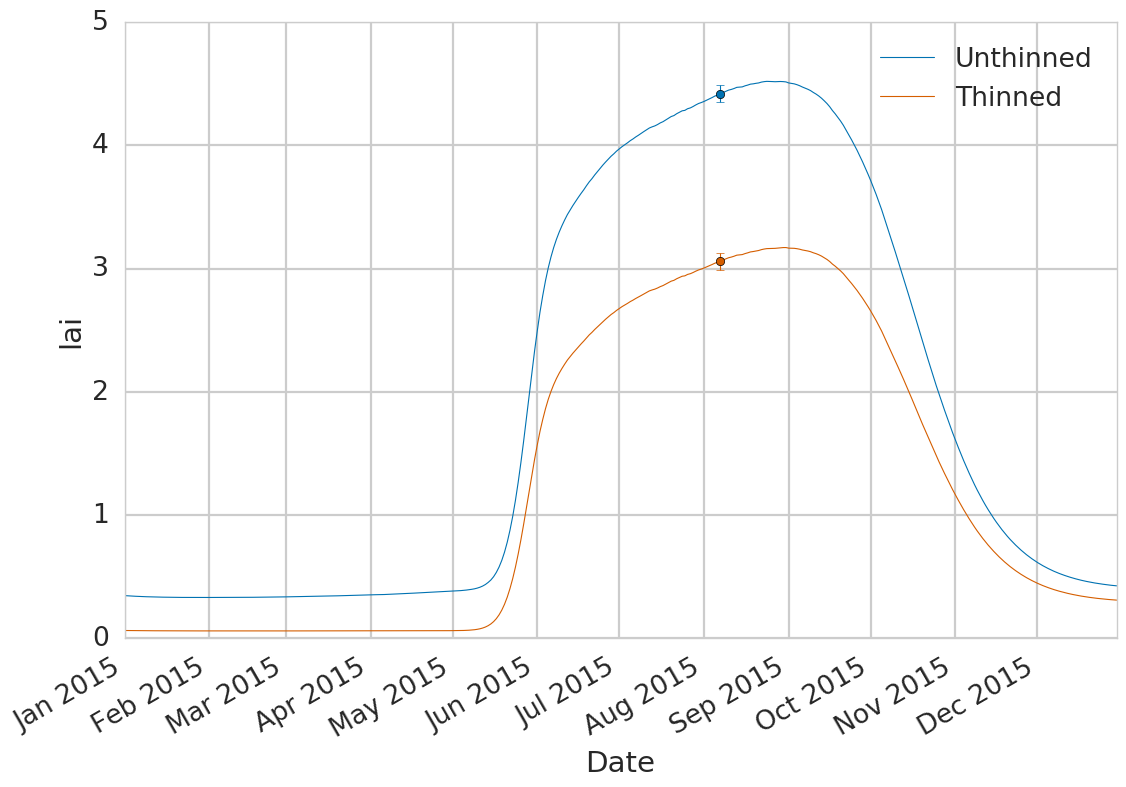 5
4
3
2
1
0
lai
Unthinned
Thinned
Jan 2015
Feb 2015
Mar 2015
Apr 2015
May 2015
Jun 2015
Jul 2015
Aug 2015
Sep 2015
Oct 2015
Nov 2015
Dec 2015
Date